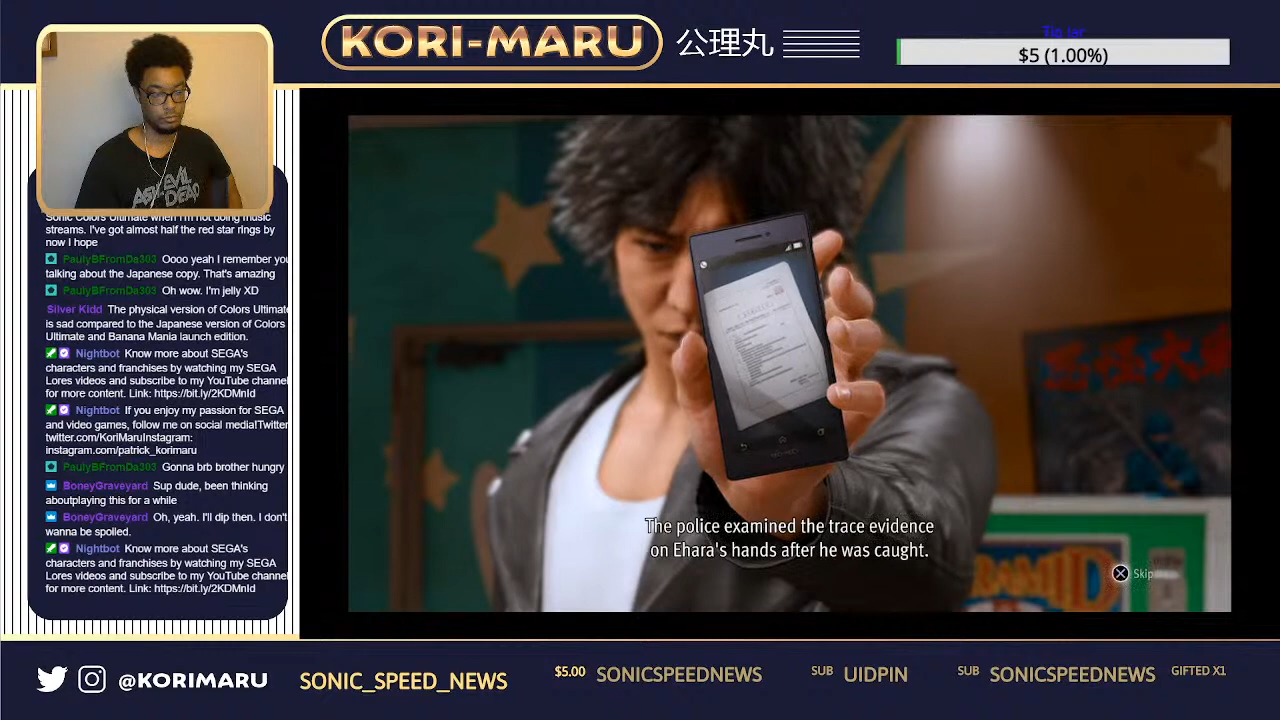 KORI-MARU
公理丸
Tip jar
$5 (1.00%)
ASH EVIL
DEAD
Sonic Colors Ultimate when I'm not doing music
streams. I've got almost half the red star rings by
now I hope
PaulyBFromDa303 Oooo yeah I remember you
talking about the Japanese copy. That's amazing
PaulyBFromDa303 Oh wow. I'm jelly XD
Silver Kidd The physical version of Colors Ultimate
is sad compared to the Japanese version of Colors
Ultimate and Banana Mania launch edition.
Nightbot Know more about SEGA's
characters and franchises by watching my SEGA
Lores videos and subscribe to my YouTube channel
for more content. Link: https://bit.ly/2KDMnId
Nightbot If you enjoy my passion for SEGA
and video games, follow me on social media!Twitter:
twitter.com/KoriMaruInstagram:
instagram.com/patrick_korimaru
PaulyBFromDa303 Gonna brb brother hungry
BoneyGraveyard Sup dude, been thinking
aboutplaying this for a while
BoneyGraveyard Oh, yeah. I'll dip then. I don't
wanna be spoiled.
Nightbot Know more about SEGA's
characters and franchises by watching my SEGA
Lores videos and subscribe to my YouTube channel
for more content. Link: https://bit.ly/2KDMnId
The police examined the trace evidence
on Ehara's hands after he was caught.
Skip
@KORIMARU
SONIC_SPEED_NEWS
$5.00 SONICSPEEDNEWS
SUB UIDPIN
SUB SONICSPEEDNEWS GIFTED X1